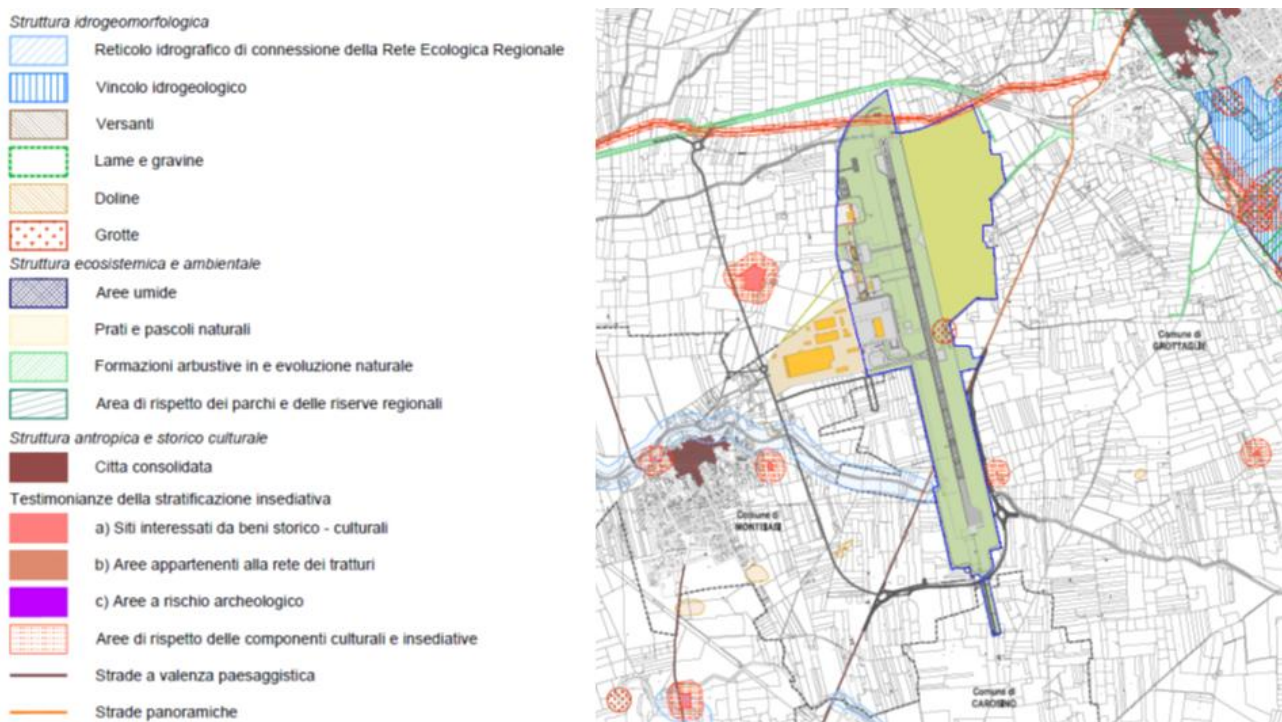 Struttura idrogeomorfologica
Reticolo idrografico di connessione della Rete Ecologica Regionale
Vincolo idrogeologico
Versanti
Lame e gravine
Doline
Grotte
Struttura ecosistemica e ambientale
Aree umide
Prati e pascoli naturali
Formazioni arbustive in e evoluzione naturale
Area di rispetto dei parchi e delle riserve regionali
Struttura antropica e storico culturale
Citta consolidata
Testimonianze della stratificazione insediativa
a) Siti interessati da beni storico - culturali
b) Aree appartenenti alla rete dei tratturi
c) Aree a rischio archeologico
Aree di rispetto delle componenti culturali e insediative
Strade a valenza paesaggistica
Strade panoramiche
Comune di
GROTTAGLIE
Comune di
MONTEIASI
Comune di
CAROSINO